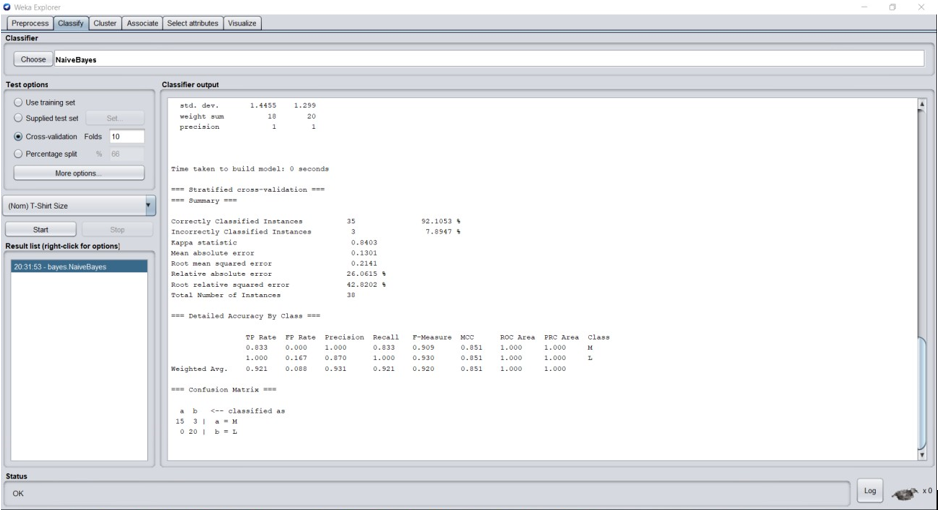 Weka Explorer
Preprocess Classify Cluster Associate Select attributes Visualize
Classifier
Choose NaiveBayes
Test options
Use training set
Supplied test set Set...
Cross-validation Folds 10
Percentage split % 66
More options...
(Nom) T-Shirt Size
Start Stop
Result list (right-click for options)
20:31:53 - bayes.NaiveBayes
Classifier output
std. dev. 1.4455 1.299
weight sum 18 20
precision 1 1
Time taken to build model: 0 seconds
=== Stratified cross-validation ===
=== Summary ===
Correctly Classified Instances 35 92.1053 %
Incorrectly Classified Instances 3 7.8947 %
Kappa statistic 0.8403
Mean absolute error 0.1301
Root mean squared error 0.2141
Relative absolute error 26.0615 %
Root relative squared error 42.8202 %
Total Number of Instances 38
=== Detailed Accuracy By Class ===
TP Rate FP Rate Precision Recall F-Measure MCC ROC Area PRC Area Class
0.833 0.000 1.000 0.833 0.909 0.851 1.000 1.000 M
1.000 0.167 0.870 1.000 0.930 0.851 1.000 1.000 L
Weighted Avg. 0.921 0.088 0.931 0.921 0.920 0.851 1.000 1.000
=== Confusion Matrix ===
a b <-- classified as
15 3 | a = M
0 20 | b = L
Status
OK
Log
x 0